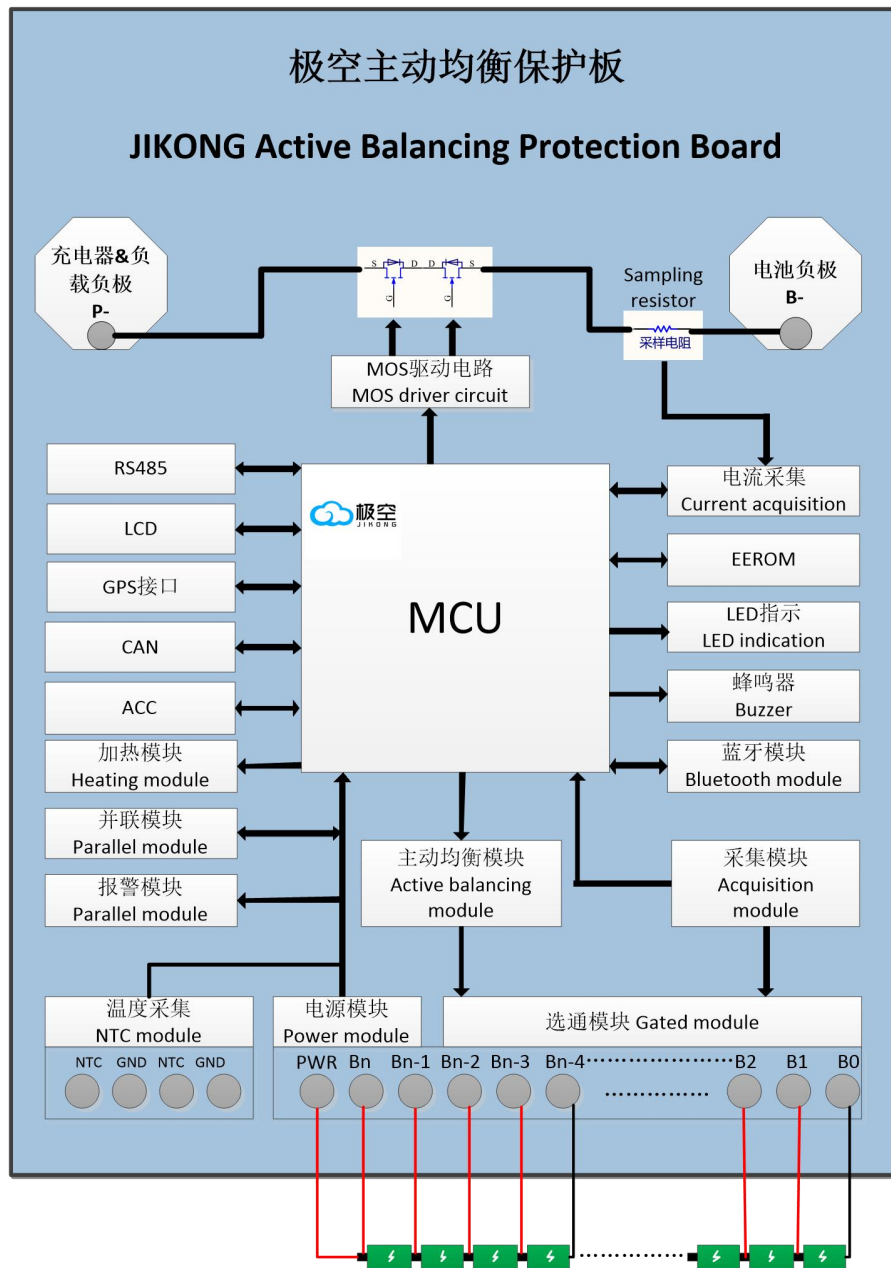 极空主动均衡保护板
JIKONG Active Balancing Protection Board
充电器&负
载负极
P-
S
D
D
S
G
G
Sampling
resistor
采样电阻
电池负极
B-
MOS驱动电路
MOS driver circuit
RS485
LCD
GPS接口
CAN
ACC
加热模块
Heating module
并联模块
Parallel module
报警模块
Parallel module
极空
JIKONG
MCU
电流采集
Current acquisition
EEROM
LED指示
LED indication
蜂鸣器
Buzzer
蓝牙模块
Bluetooth module
主动均衡模块
Active balancing
module
采集模块
Acquisition
module
温度采集
NTC module
电源模块
Power module
选通模块 Gated module
NTC GND NTC GND
PWR Bn Bn-1 Bn-2 Bn-3 Bn-4 B2 B1 B0